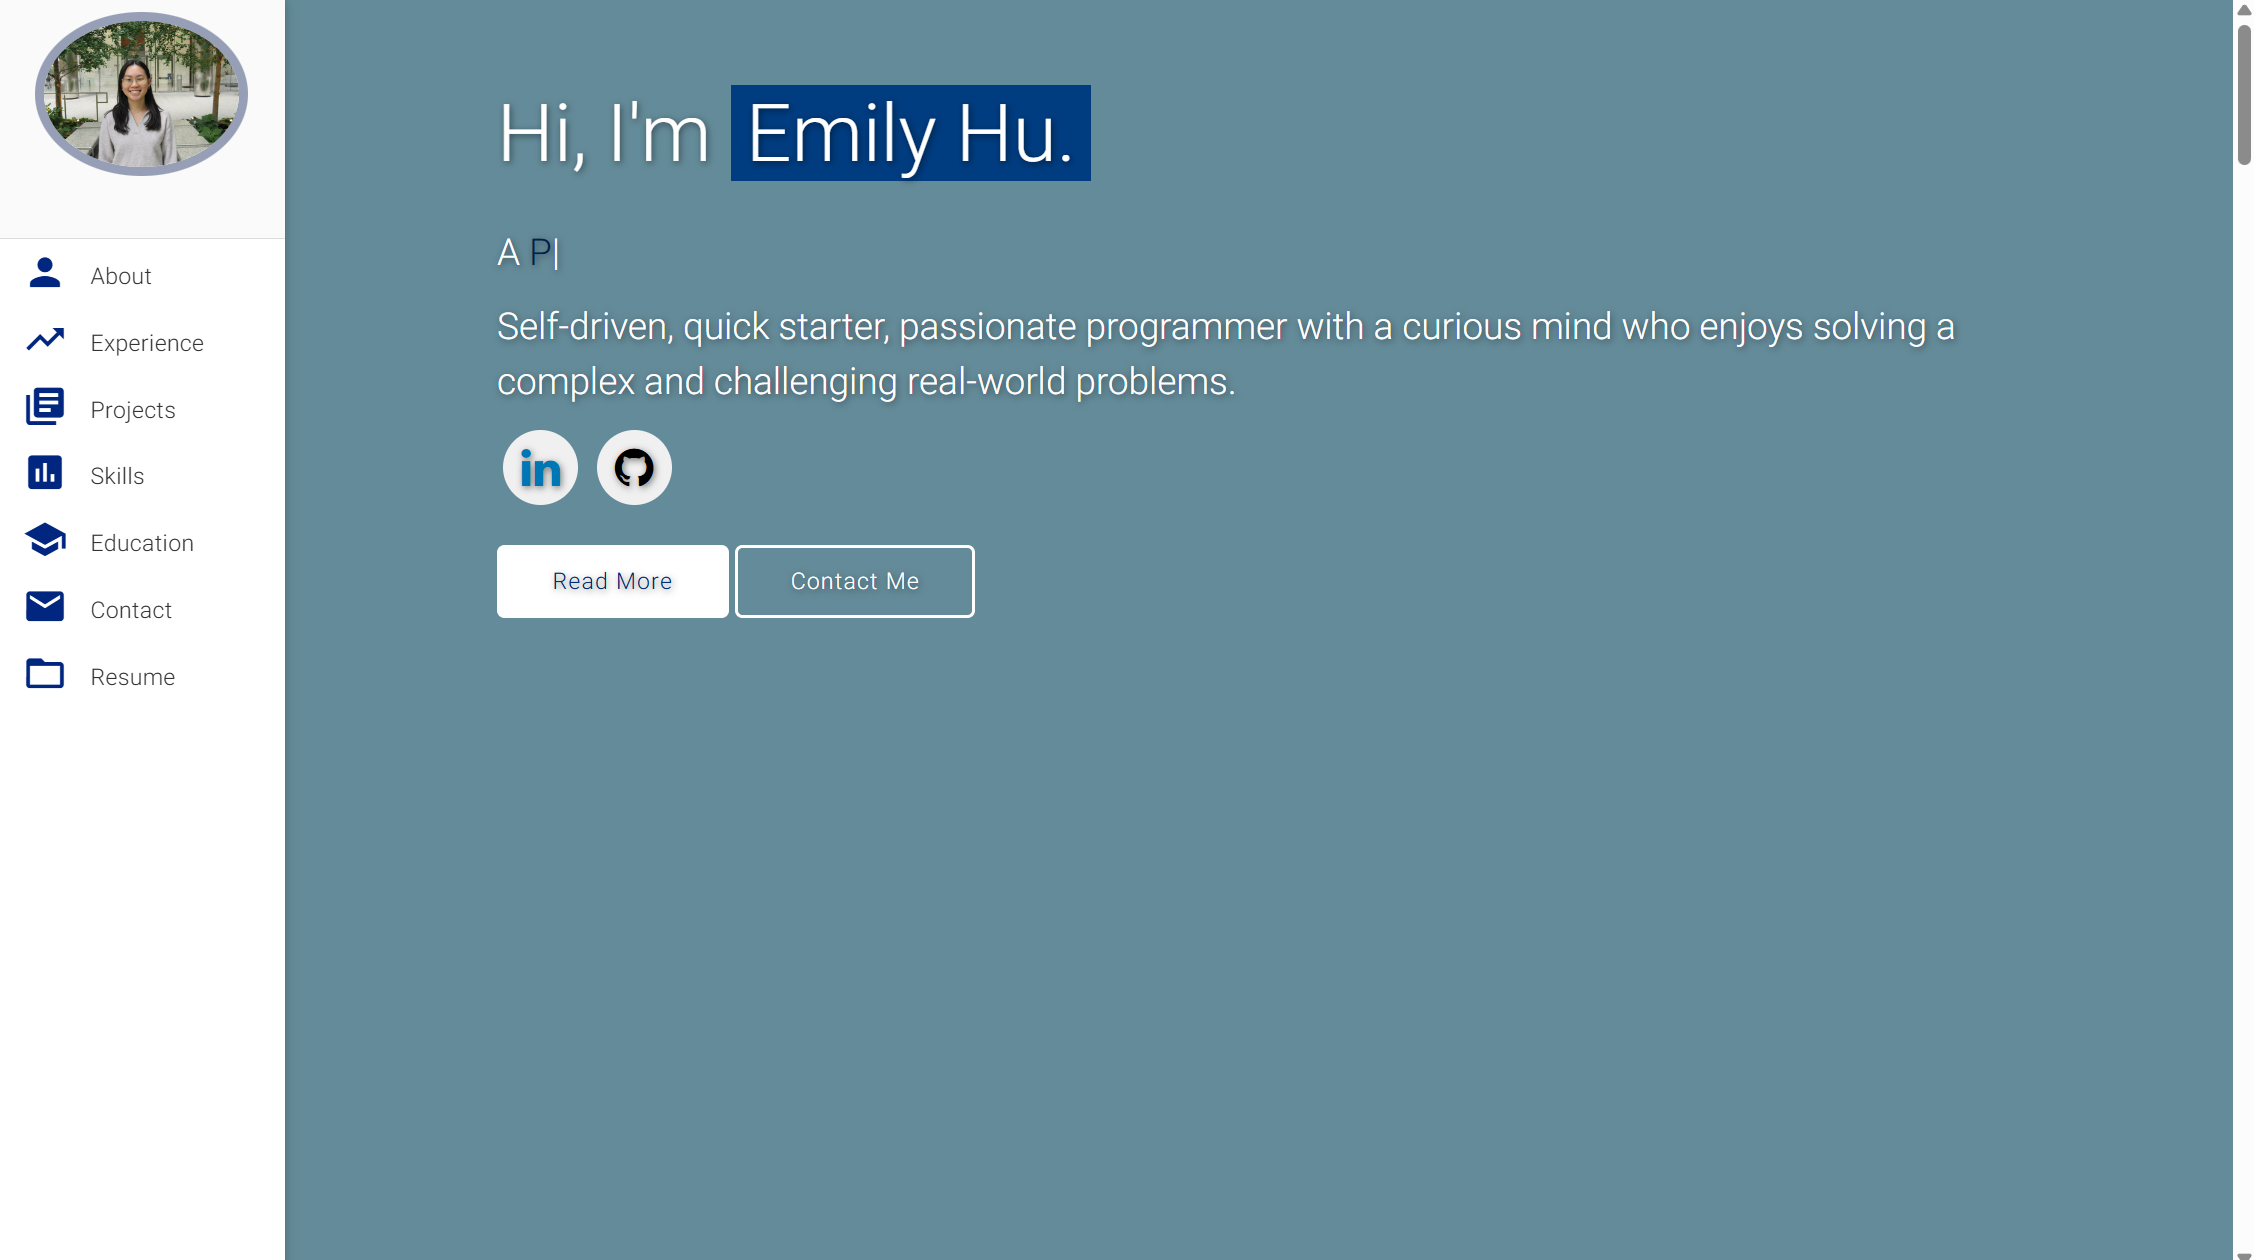 About
Experience
Projects
Skills
Education
Contact
Resume
Hi, I'm Emily Hu.
A P|
Self-driven, quick starter, passionate programmer with a curious mind who enjoys solving a
complex and challenging real-world problems.
in
Read More
Contact Me